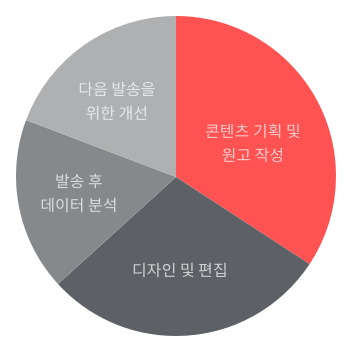 다음 발송을
위한 개선
콘텐츠 기획 및
원고 작성
발송 후
데이터 분석
디자인 및 편집